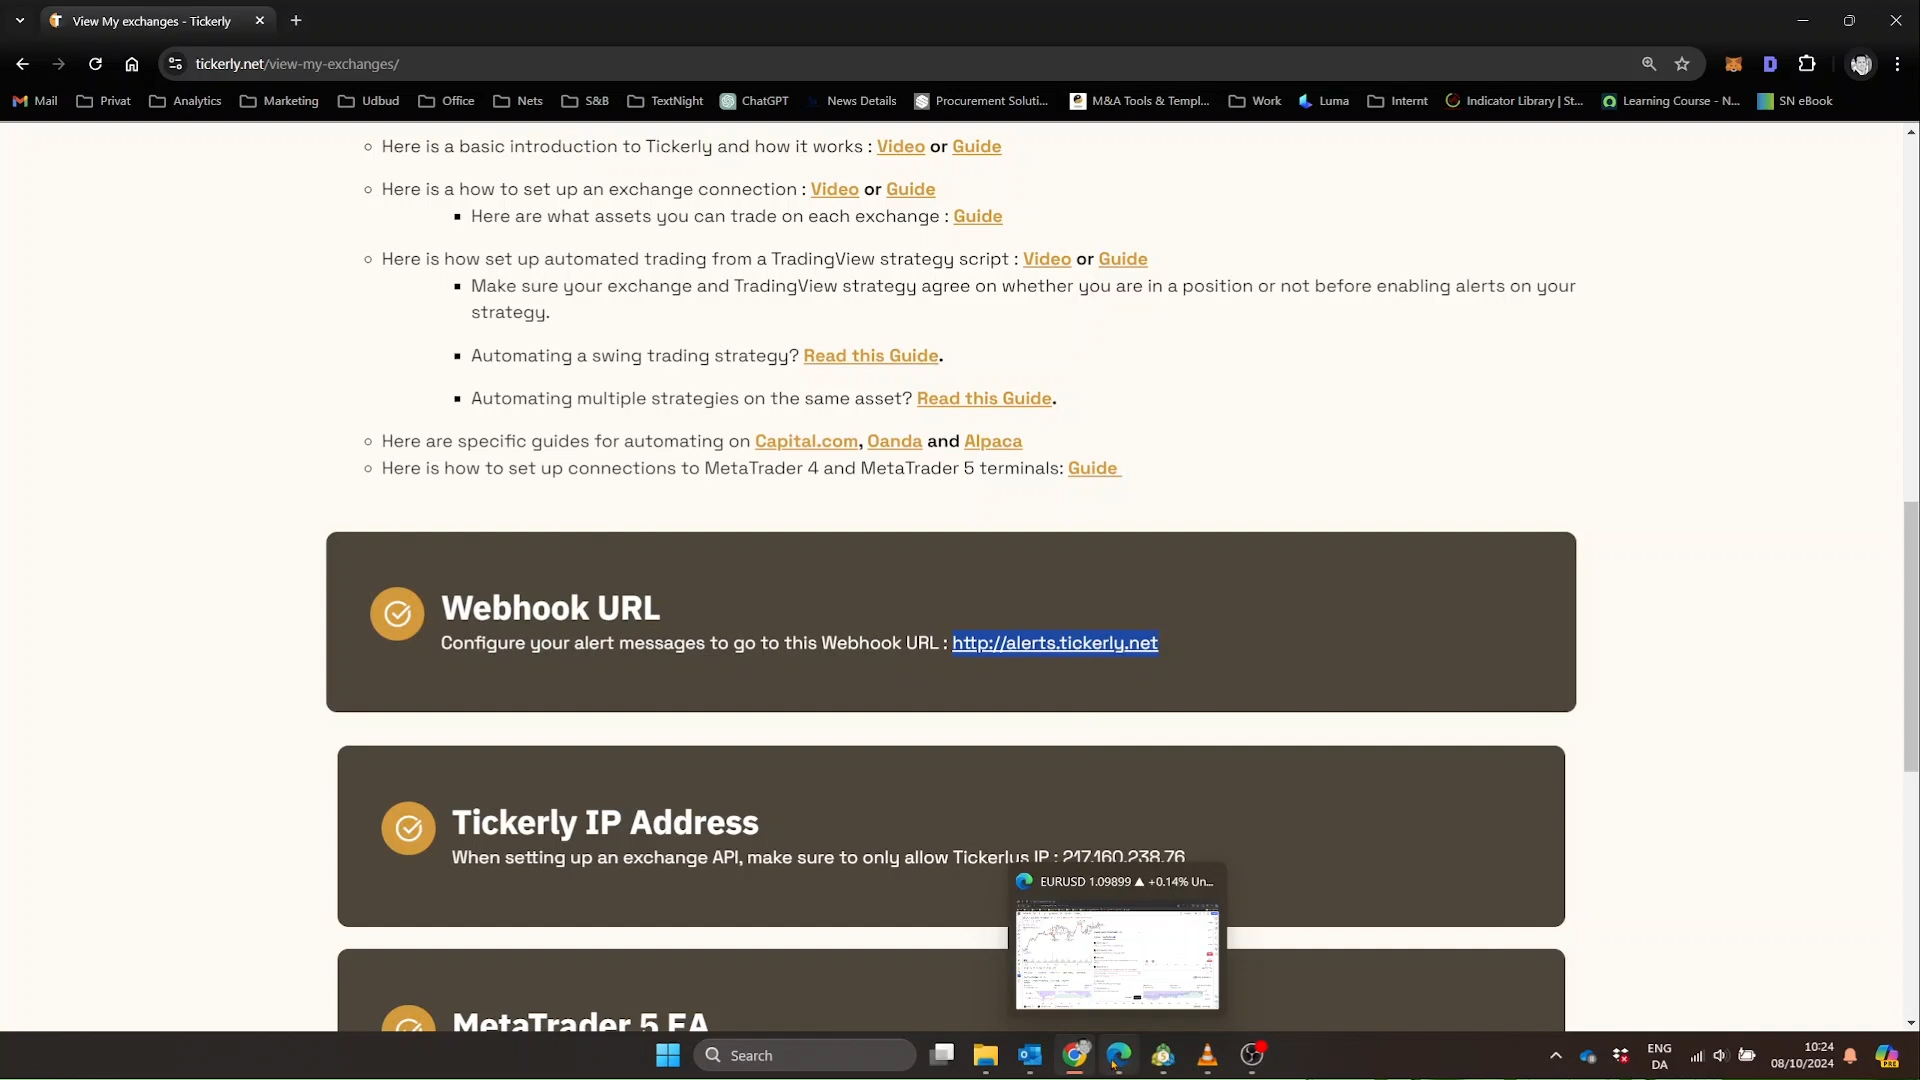 View My exchanges - Tickerly
tickerly.net/view-my-exchanges/
Mail Privat Analytics Marketing Udbud Office Nets S&B TextNight ChatGPT News Details Procurement Soluti... M&A Tools & Templ... Work Luma Internt Indicator Library | St... Learning Course - N... SN eBook
Here is a basic introduction to Tickerly and how it works : Video or Guide
Here is a how to set up an exchange connection : Video or Guide
Here are what assets you can trade on each exchange : Guide
Here is how set up automated trading from a TradingView strategy script : Video or Guide
Make sure your exchange and TradingView strategy agree on whether you are in a position or not before enabling alerts on your
strategy.
Automating a swing trading strategy? Read this Guide.
Automating multiple strategies on the same asset? Read this Guide.
Here are specific guides for automating on Capital.com, Oanda and Alpaca
Here is how to set up connections to MetaTrader 4 and MetaTrader 5 terminals: Guide
Webhook URL
Configure your alert messages to go to this Webhook URL : http://alerts.tickerly.net
Tickerly IP Address
When setting up an exchange API, make sure to only allow Tickerlys IP : 217.160.238.76
EURUSD 1.09899 ▲ +0.14% Un...
MetaTrader 5 EA
Search
ENG
DA
10:24
08/10/2024
PRE